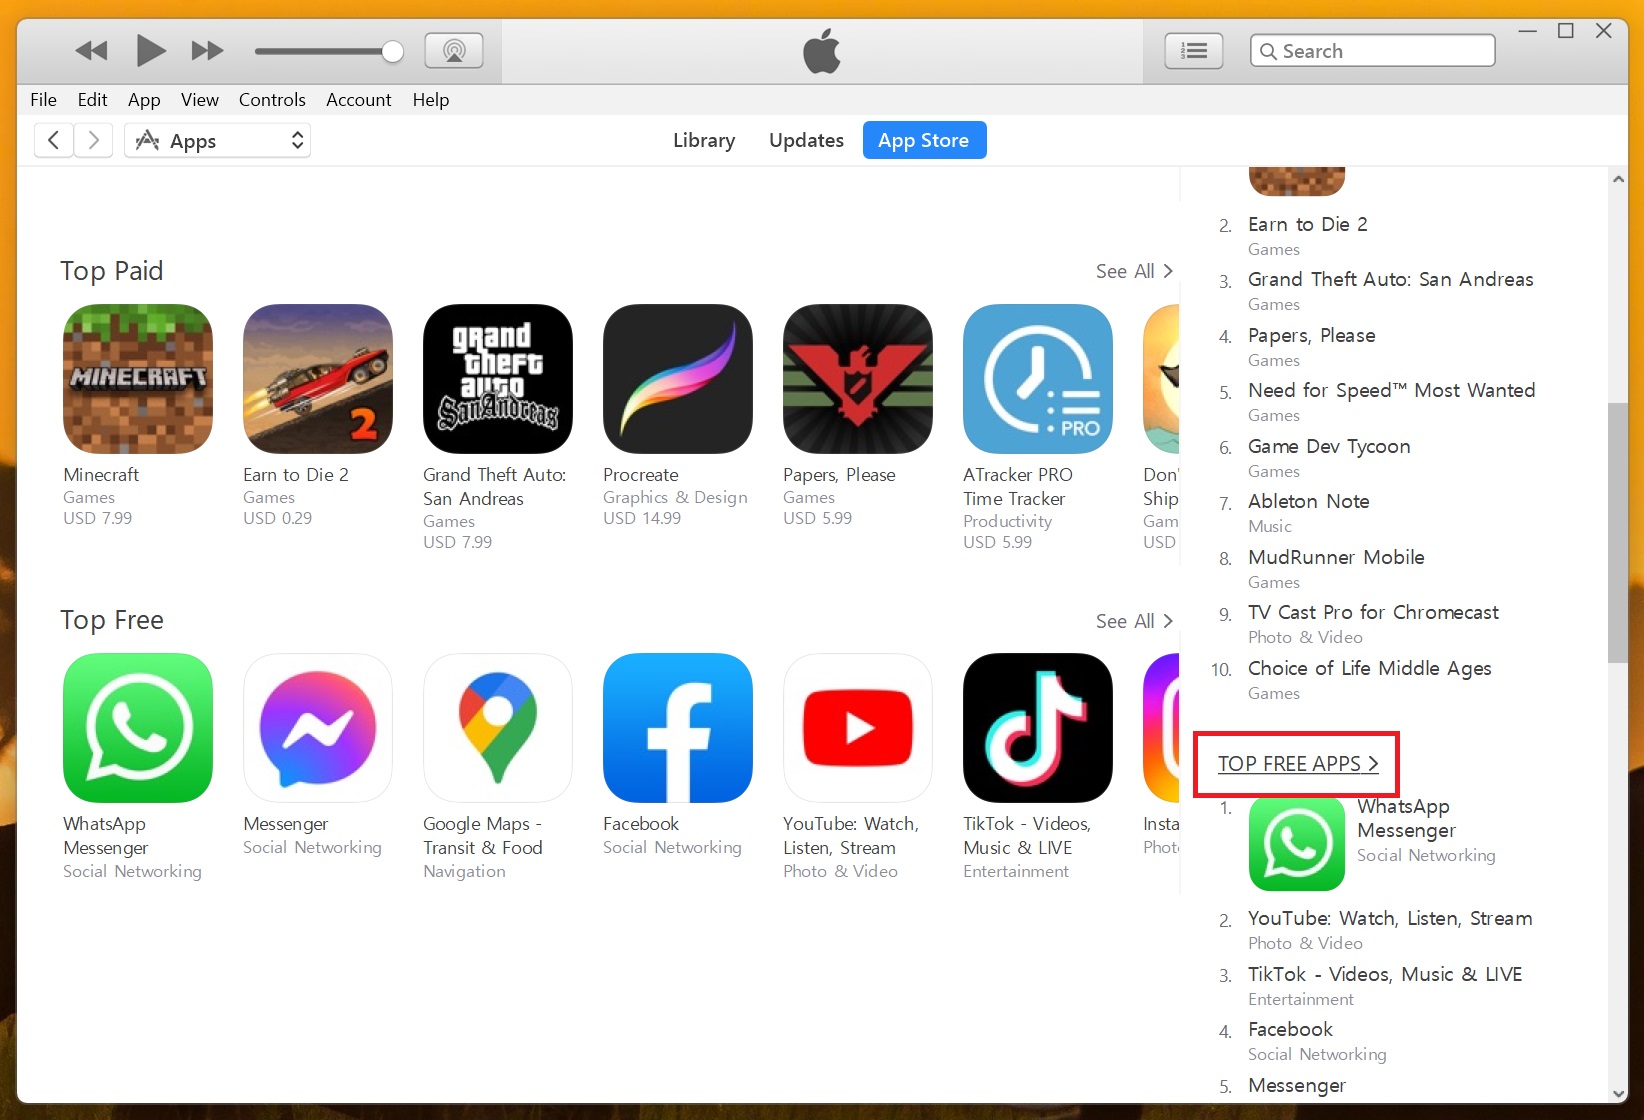 Search
File Edit App View Controls Account Help
Apps
Library Updates App Store
Top Paid
See All
MINECRAFT
2
grand
theft
auto
SanAndreas
PRO
Minecraft
Games
USD 7.99
Earn to Die 2
Games
USD 0.29
Grand Theft Auto:
San Andreas
Games
USD 7.99
Procreate
Graphics & Design
USD 14.99
Papers, Please
Games
USD 5.99
ATracker PRO
Time Tracker
Productivity
USD 5.99
Don'
Ship
Gam
USD
Top Free
See All
WhatsApp
Messenger
Social Networking
Messenger
Social Networking
Google Maps -
Transit & Food
Navigation
Facebook
Social Networking
YouTube: Watch,
Listen, Stream
Photo & Video
TikTok - Videos,
Music & LIVE
Entertainment
Insta
Photo
2. Earn to Die 2
Games
3. Grand Theft Auto: San Andreas
Games
4. Papers, Please
Games
5. Need for Speed™ Most Wanted
Games
6. Game Dev Tycoon
Games
7. Ableton Note
Music
8. MudRunner Mobile
Games
9. TV Cast Pro for Chromecast
Photo & Video
10. Choice of Life Middle Ages
Games
TOP FREE APPS
1. WhatsApp
Messenger
Social Networking
2. YouTube: Watch, Listen, Stream
Photo & Video
3. TikTok - Videos, Music & LIVE
Entertainment
4. Facebook
Social Networking
5. Messenger